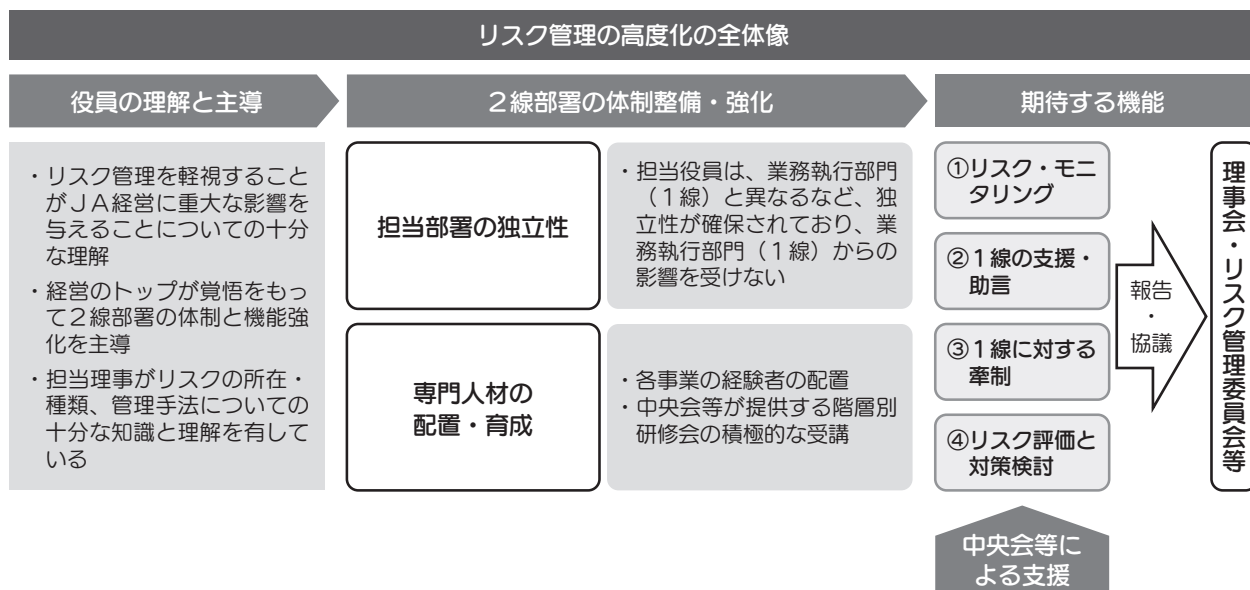 リスク管理の高度化の全体像
役員の理解と主導
2線部署の体制整備・強化
期待する機能
・リスク管理を軽視すること
がJA経営に重大な影響を
与えることについての十分
な理解
・経営のトップが覚悟をもっ
て2線部署の体制と機能強
化を主導
・担当理事がリスクの所在・
種類、管理手法についての
十分な知識と理解を有して
いる
担当部署の独立性
・担当役員は、業務執行部門
(1線)と異なるなど、独
立性が確保されており、業
務執行部門(1線)からの
影響を受けない
専門人材の
配置・育成
・各事業の経験者の配置
・中央会等が提供する階層別
研修会の積極的な受講
①リスク・モニ
タリング
②1線の支援・
助言
③1線に対する
牽制
④リスク評価と
対策検討
報告
・
協議
理事会・リスク管理委員会等
中央会等に
よる支援